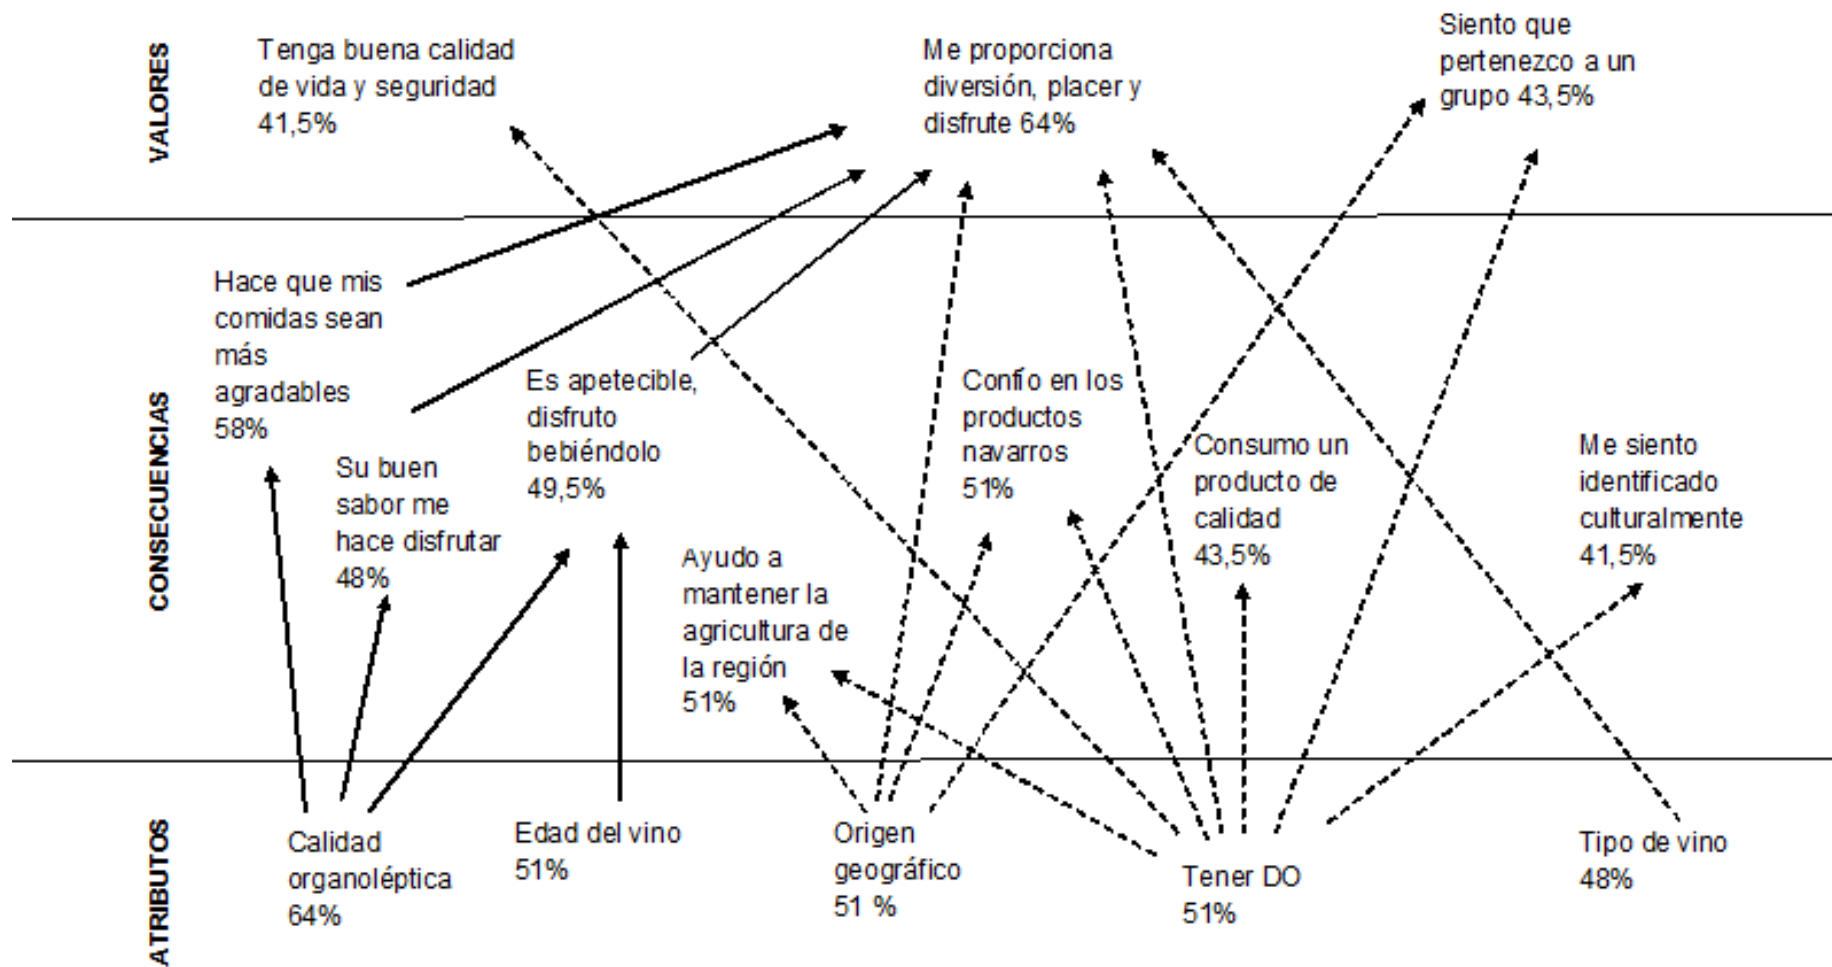 VALORES
Tenga buena calidad
de vida y seguridad
41,5%
Me proporciona
diversión, placer y
disfrute 64%
Siento que
pertenezco a un
grupo 43,5%
CONSECUENCIAS
Hace que mis
comidas sean
más
agradables
58%
Su buen
sabor me
hace disfrutar
48%
Es apetecible,
disfruto
bebiéndolo
49,5%
Ayudo a
mantener la
agricultura de
la región
51%
Confío en los
productos
navarros
51%
Consumo un
producto de
calidad
43,5%
Me siento
identificado
culturalmente
41,5%
ATRIBUTOS
Calidad
organoléptica
64%
Edad del vino
51%
Origen
geográfico
51 %
Tener DO
51%
Tipo de vino
48%